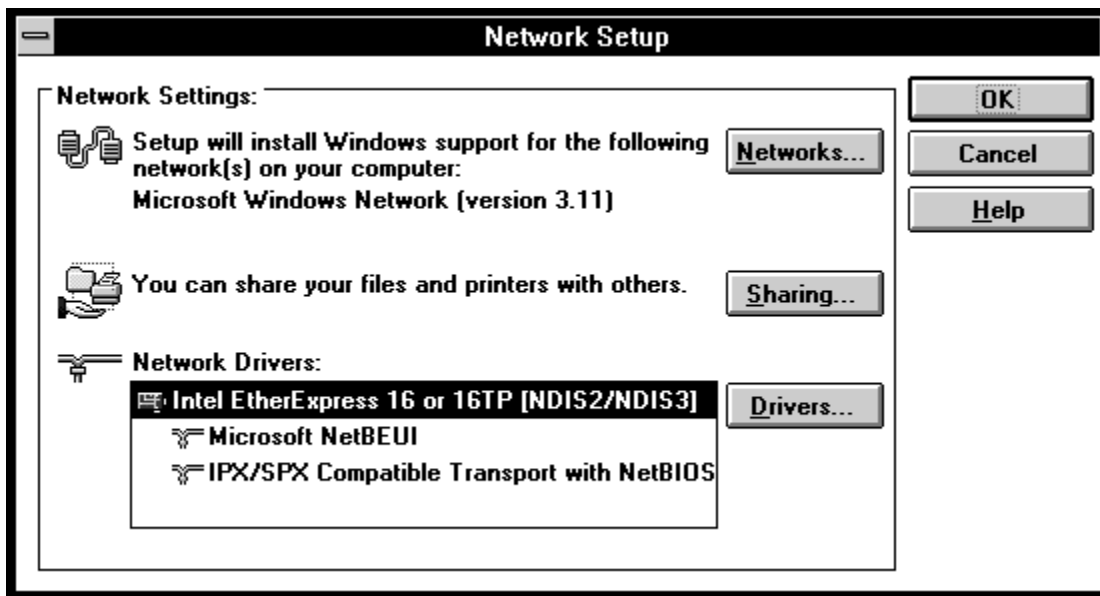 Network Setup
Network Settings:
Setup will install Windows support for the following
network(s) on your computer:
Microsoft Windows Network (version 3.11)
Networks...
OK
Cancel
Help
You can share your files and printers with others.
Sharing...
Network Drivers:
Intel EtherExpress 16 or 16TP [NDIS2/NDIS3]
Microsoft NetBEUI
IPX/SPX Compatible Transport with NetBIOS
Drivers...